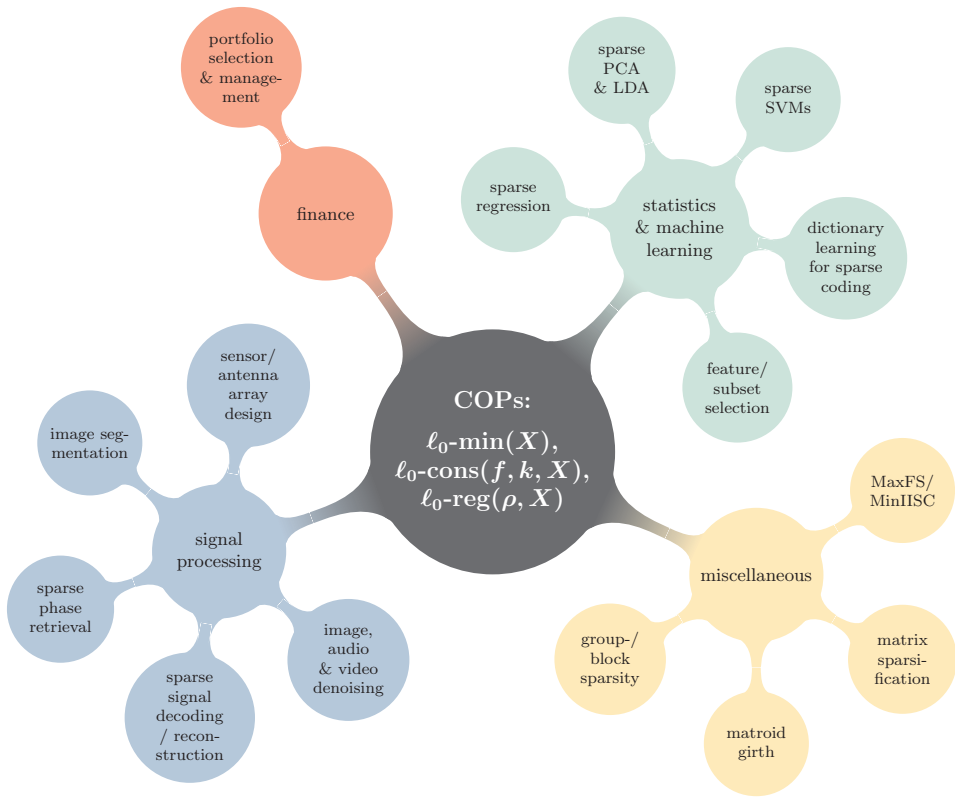 portfolio
selection
& manage-
ment
finance
sparse
PCA
& LDA
sparse
SVMs
sparse
regression
statistics
& machine
learning
dictionary
learning
for sparse
coding
feature/
subset
selection
COPs:
ℓ₀-min(X),
ℓ₀-cons(f, k, X),
ℓ₀-reg(ρ, X)
sensor/
antenna
array
design
image seg-
mentation
signal
processing
sparse
phase
retrieval
sparse
signal
decoding
/ recon-
struction
image,
audio
& video
denoising
MaxFS/
MinIISC
miscellaneous
group-/
block
sparsity
matroid
girth
matrix
sparsi-
fication